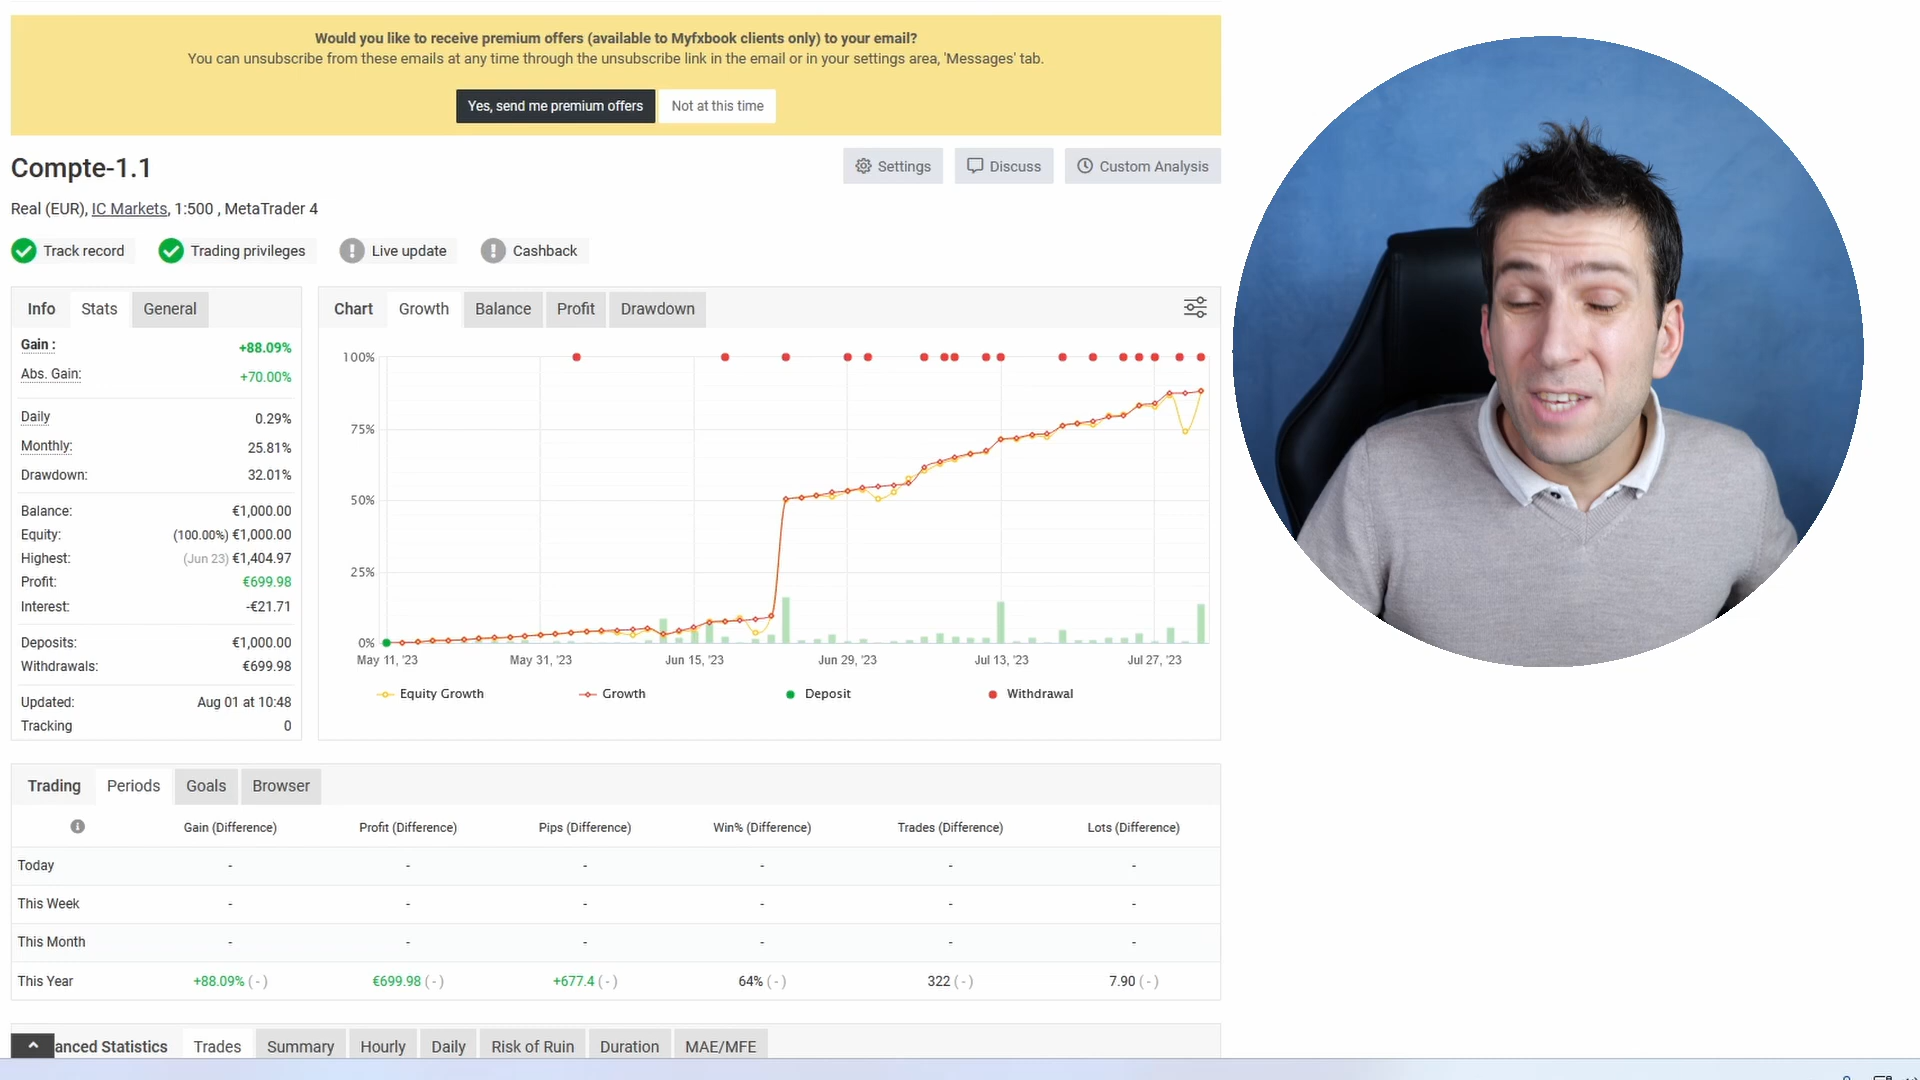 Would you like to receive premium offers (available to Myfxbook clients only) to your email?
You can unsubscribe from these emails at any time through the unsubscribe link in the email or in your settings area, 'Messages' tab.
Yes, send me premium offers Not at this time
Compte-1.1
Settings Discuss Custom Analysis
Real (EUR), IC Markets, 1:500 , MetaTrader 4
Track record Trading privileges Live update Cashback
Info Stats General
Gain : +88.09%
Abs. Gain: +70.00%
Daily 0.29%
Monthly: 25.81%
Drawdown: 32.01%
Balance: €1,000.00
Equity: (100.00%) €1,000.00
Highest: (Jun 23) €1,404.97
Profit: €699.98
Interest: -€21.71
Deposits: €1,000.00
Withdrawals: €699.98
Updated: Aug 01 at 10:48
Tracking 0
Chart Growth Balance Profit Drawdown
100%
75%
50%
25%
0%
May 11, '23 May 31, '23 Jun 15, '23 Jun 29, '23 Jul 13, '23 Jul 27, '23
Equity Growth Growth Deposit Withdrawal
Trading Periods Goals Browser
Gain (Difference) Profit (Difference) Pips (Difference) Win% (Difference) Trades (Difference) Lots (Difference)
Today - - - - - -
This Week - - - - - -
This Month - - - - - -
This Year +88.09% ( - ) €699.98 ( - ) +677.4 ( - ) 64% ( - ) 322 ( - ) 7.90 ( - )
anced Statistics Trades Summary Hourly Daily Risk of Ruin Duration MAE/MFE